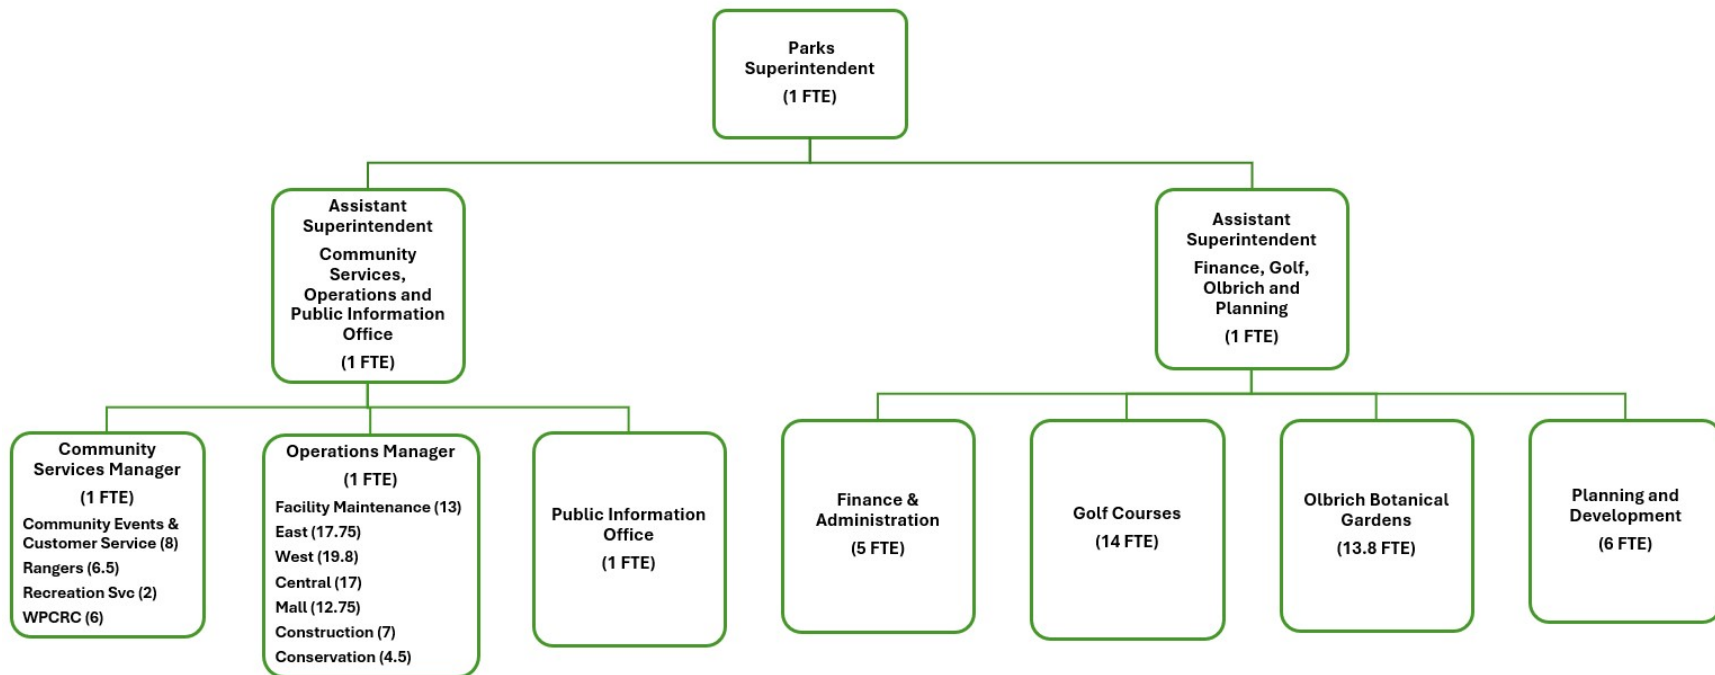 Parks
Superintendent
(1 FTE)
Assistant
Superintendent
Community
Services,
Operations and
Public Information
Office
(1 FTE)
Assistant
Superintendent
Finance, Golf,
Olbrich and
Planning
(1 FTE)
Community
Services Manager
(1 FTE)
Community Events &
Customer Service (8)
Rangers (6.5)
Recreation Svc (2)
WPCRC (6)
Operations Manager
(1 FTE)
Facility Maintenance (13)
East (17.75)
West (19.8)
Central (17)
Mall (12.75)
Construction (7)
Conservation (4.5)
Public Information
Office
(1 FTE)
Finance &
Administration
(5 FTE)
Golf Courses
(14 FTE)
Olbrich Botanical
Gardens
(13.8 FTE)
Planning and
Development
(6 FTE)